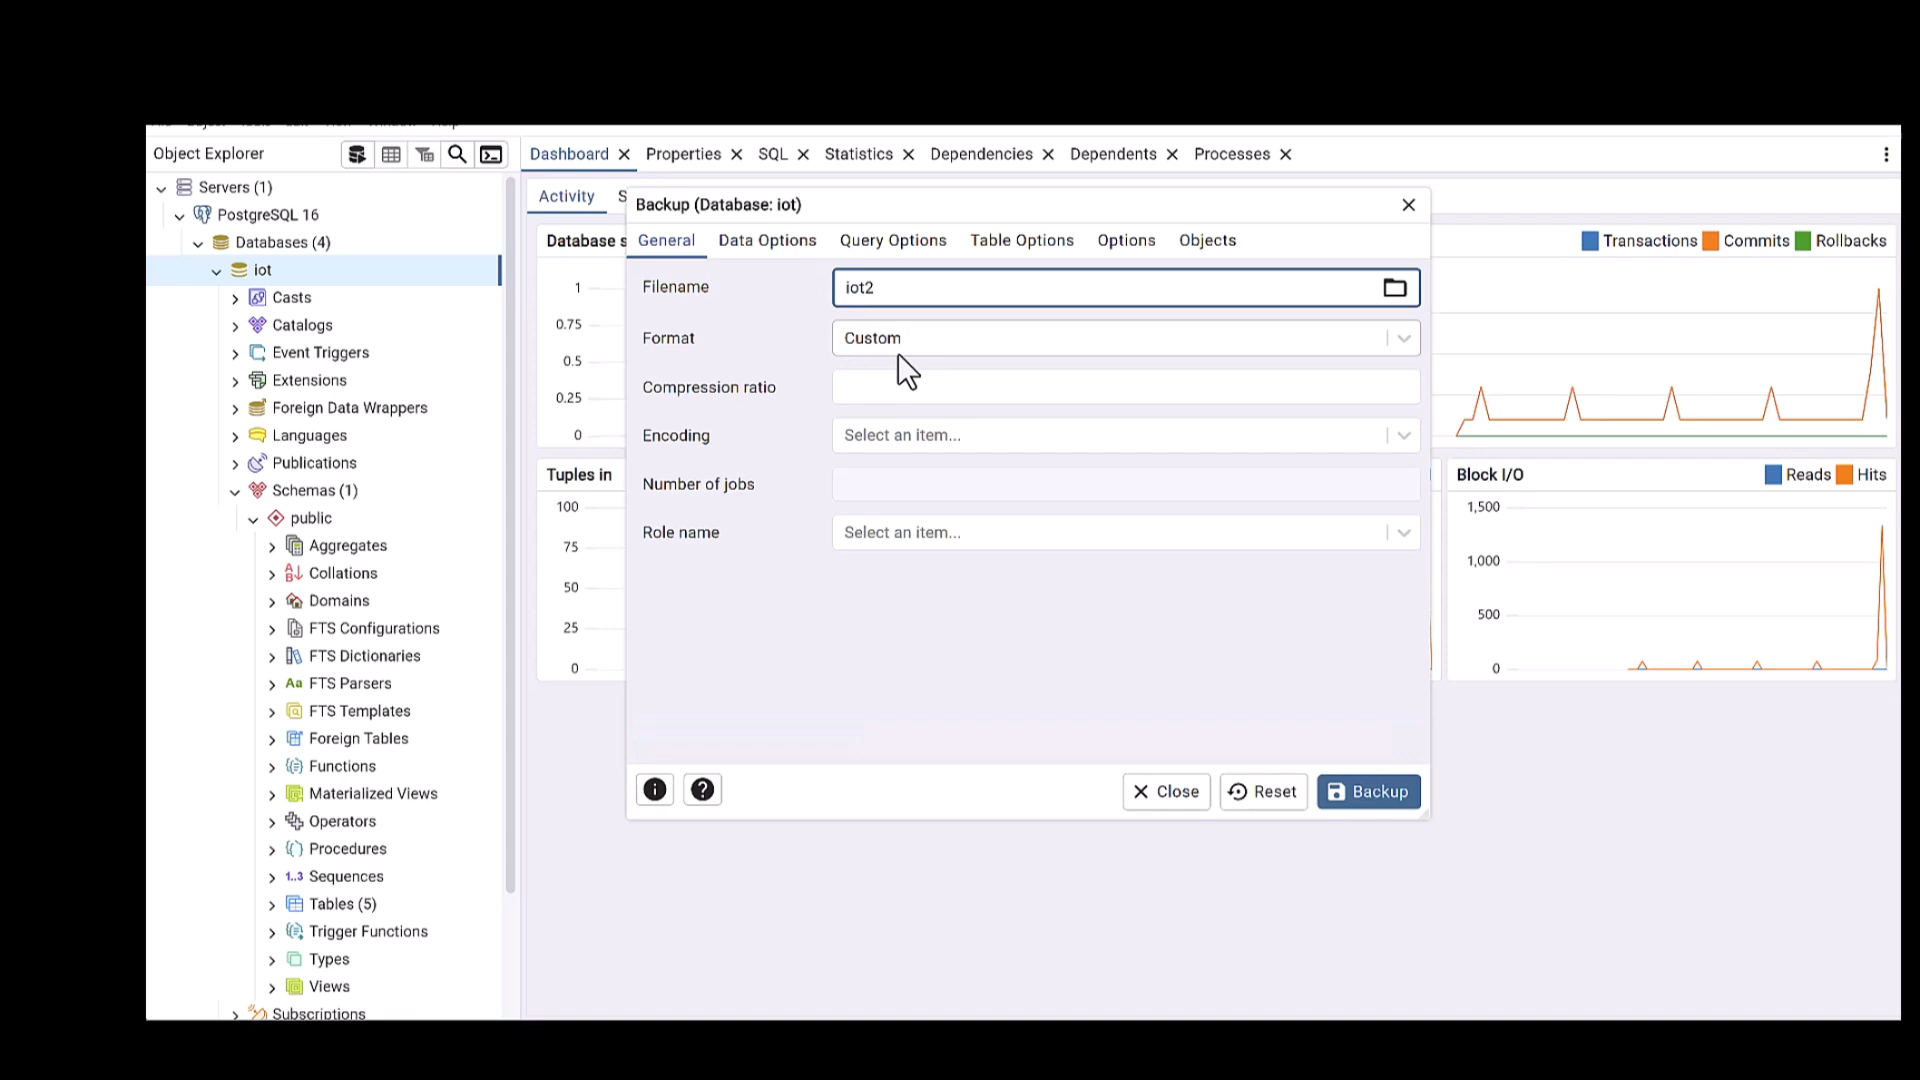 Object Explorer
Dashboard Properties SQL Statistics Dependencies Dependents Processes
Servers (1)
PostgreSQL 16
Databases (4)
iot
Casts
Catalogs
Event Triggers
Extensions
Foreign Data Wrappers
Languages
Publications
Schemas (1)
public
Aggregates
Collations
Domains
FTS Configurations
FTS Dictionaries
Aa FTS Parsers
FTS Templates
Foreign Tables
Functions
Materialized Views
Operators
Procedures
1..3 Sequences
Tables (5)
Trigger Functions
Types
Views
Subscriptions
Activity S
Database s
1
0.75
0.5
0.25
0
Tuples in
100
75
50
25
0
Backup (Database: iot)
General Data Options Query Options Table Options Options Objects
Filename iot2
Format Custom
Compression ratio
Encoding Select an item...
Number of jobs
Role name Select an item...
Close Reset Backup
Transactions Commits Rollbacks
Block I/O Reads Hits
1,500
1,000
500
0